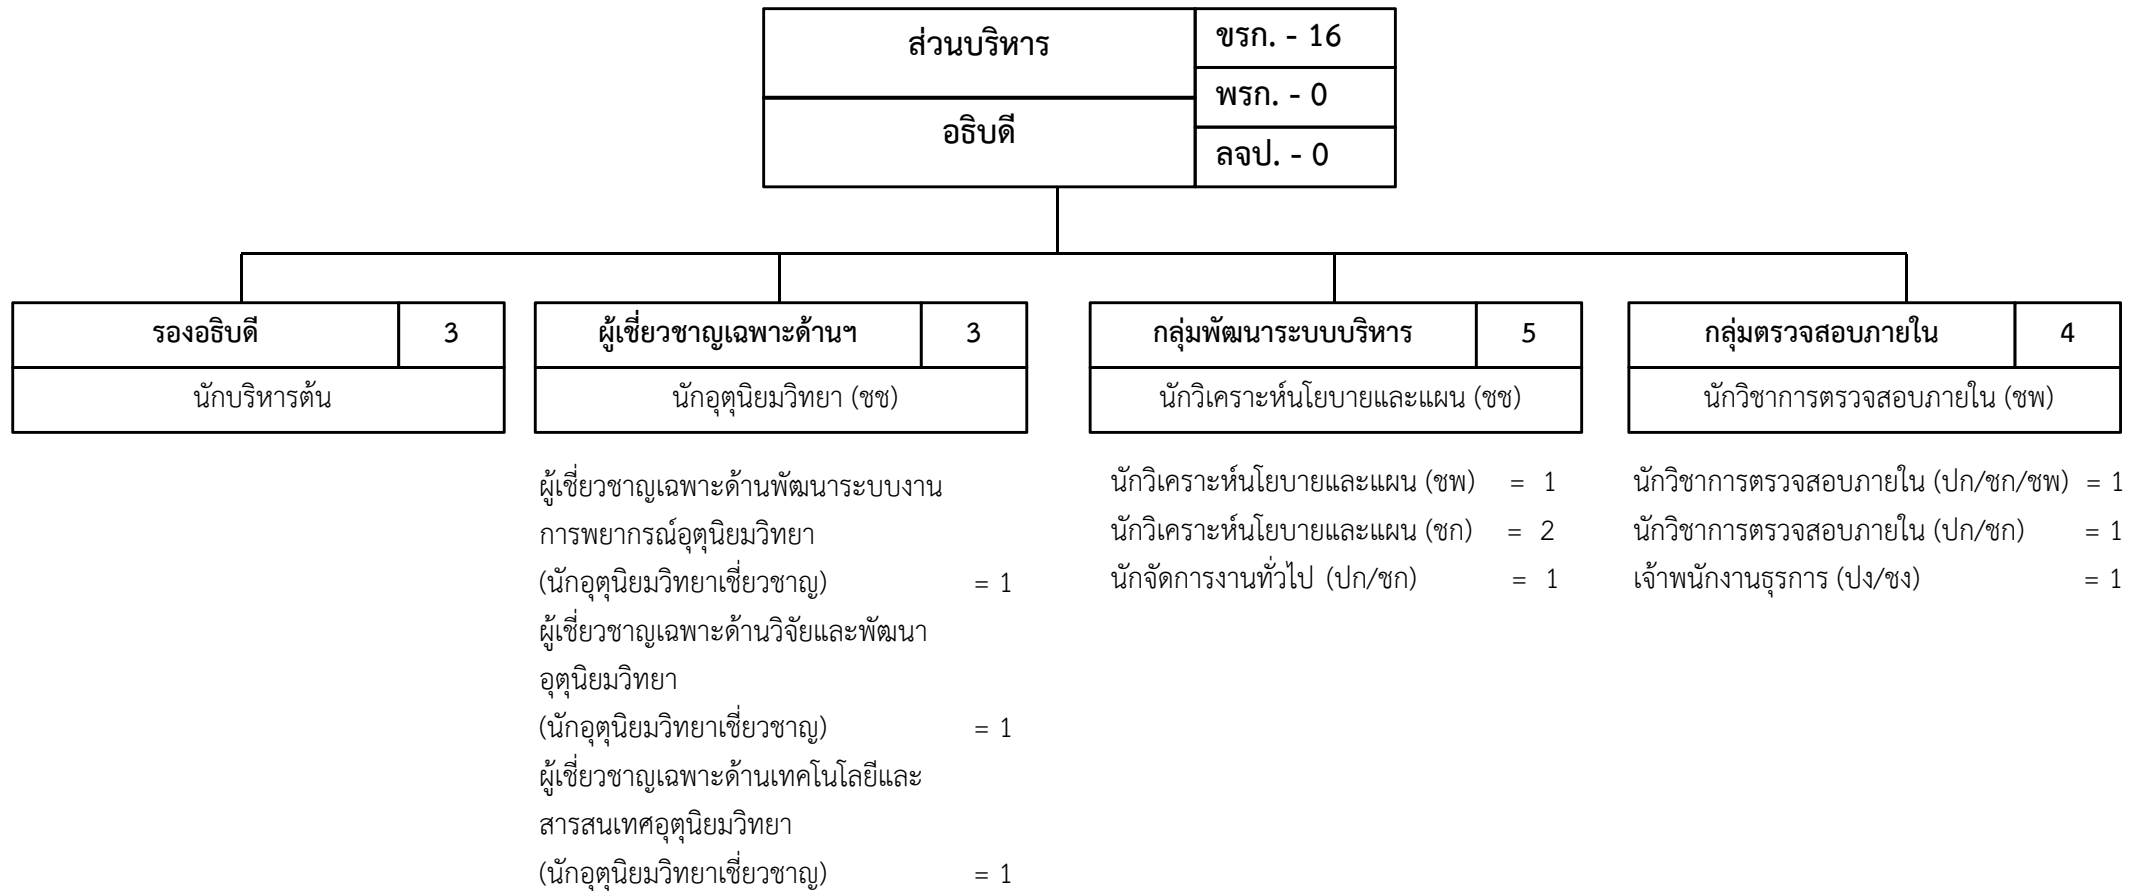 ส่วนบริหาร
อธิบดี
ขรก. - 16
พรก. - 0
ลจป. - 0
รองอธิบดี 3
นักบริหารต้น
ผู้เชี่ยวชาญเฉพาะด้านฯ 3
นักอุตุนิยมวิทยา (ชช)
ผู้เชี่ยวชาญเฉพาะด้านพัฒนาระบบงาน
การพยากรณ์อุตุนิยมวิทยา
(นักอุตุนิยมวิทยาเชี่ยวชาญ) = 1
ผู้เชี่ยวชาญเฉพาะด้านวิจัยและพัฒนา
อุตุนิยมวิทยา
(นักอุตุนิยมวิทยาเชี่ยวชาญ) = 1
ผู้เชี่ยวชาญเฉพาะด้านเทคโนโลยีและ
สารสนเทศอุตุนิยมวิทยา
(นักอุตุนิยมวิทยาเชี่ยวชาญ) = 1
กลุ่มพัฒนาระบบบริหาร 5
นักวิเคราะห์นโยบายและแผน (ชช)
นักวิเคราะห์นโยบายและแผน (ชพ) = 1
นักวิเคราะห์นโยบายและแผน (ชก) = 2
นักจัดการงานทั่วไป (ปก/ชก) = 1
กลุ่มตรวจสอบภายใน 4
นักวิชาการตรวจสอบภายใน (ชพ)
นักวิชาการตรวจสอบภายใน (ปก/ชก/ชพ) = 1
นักวิชาการตรวจสอบภายใน (ปก/ชก) = 1
เจ้าพนักงานธุรการ (ปง/ชง) = 1